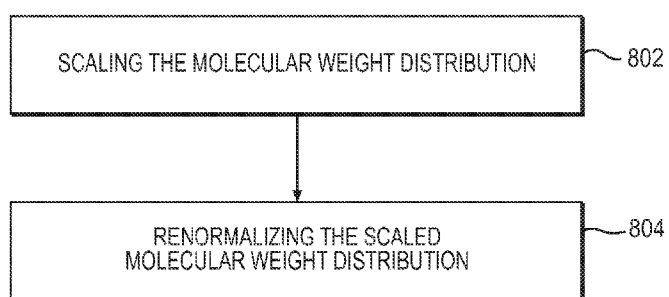 SCALING THE MOLECULAR WEIGHT DISTRIBUTION
802
RENORMALIZING THE SCALED
MOLECULAR WEIGHT DISTRIBUTION
804